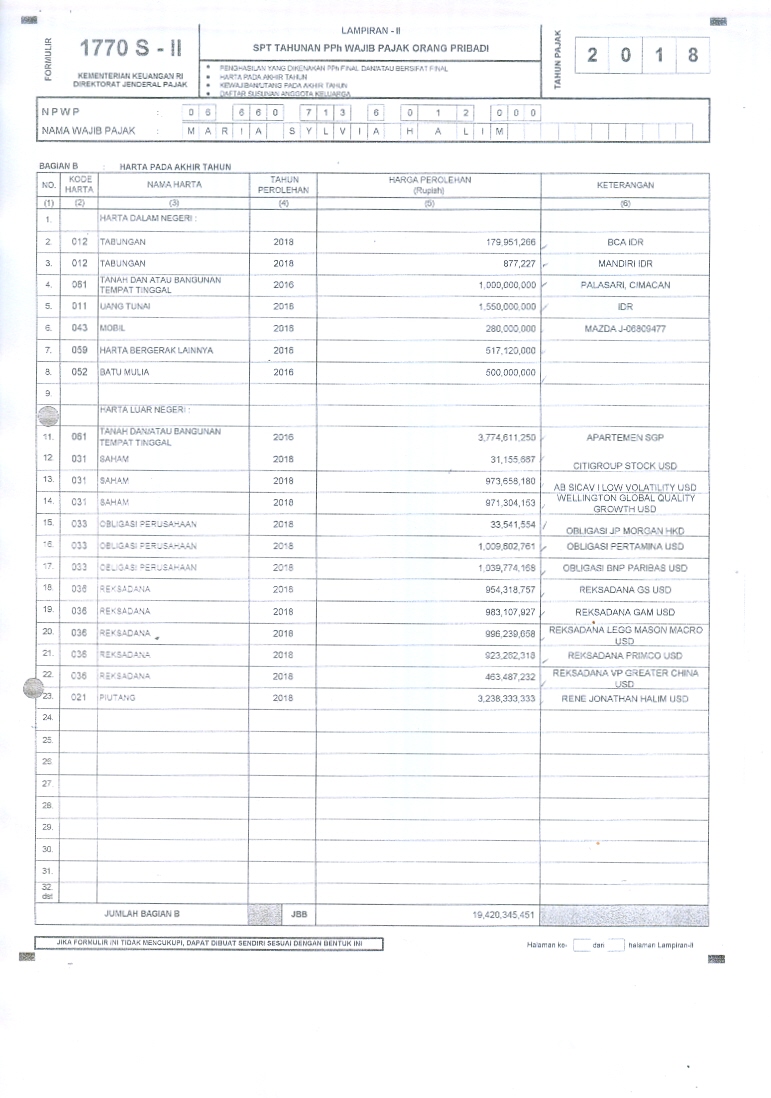 FORMULIR
1770 S - II
KEMENTERIAN KEUANGAN RI
DIREKTORAT JENDERAL PAJAK
LAMPIRAN - II
SPT TAHUNAN PPh WAJIB PAJAK ORANG PRIBADI
• PENGHASILAN YANG DIKENAKAN PPh FINAL DAN/ATAU BERSIFAT FINAL
• HARTA PADA AKHIR TAHUN
• KEWAJIBAN/UTANG PADA AKHIR TAHUN
• DAFTAR SUSUNAN ANGGOTA KELUARGA
TAHUN PAJAK
2 0 1 8
NPWP : 0 6 6 6 0 7 1 3 6 0 1 2 0 0 0
NAMA WAJIB PAJAK : M A R I A S Y L V I A H A L I M
BAGIAN B : HARTA PADA AKHIR TAHUN
NO. KODE HARTA NAMA HARTA TAHUN PEROLEHAN HARGA PEROLEHAN (Rupiah) KETERANGAN
(1) (2) (3) (4) (5) (6)
1. HARTA DALAM NEGERI :
2. 012 TABUNGAN 2018 179,951,266 BCA IDR
3. 012 TABUNGAN 2018 877,227 MANDIRI IDR
4. 061 TANAH DAN ATAU BANGUNAN TEMPAT TINGGAL 2016 1,000,000,000 PALASARI, CIMACAN
5. 011 UANG TUNAI 2018 1,550,000,000 IDR
6. 043 MOBIL 2018 280,000,000 MAZDA J-06809477
7. 059 HARTA BERGERAK LAINNYA 2016 517,120,000
8. 052 BATU MULIA 2016 500,000,000
9.
HARTA LUAR NEGERI :
11. 061 TANAH DAN/ATAU BANGUNAN TEMPAT TINGGAL 2016 3,774,611,250 APARTEMEN SGP
12. 031 SAHAM 2018 31,155,667 CITIGROUP STOCK USD
13. 031 SAHAM 2018 973,658,180 AB SICAV I LOW VOLATILITY USD
14. 031 SAHAM 2018 971,304,153 WELLINGTON GLOBAL QUALITY GROWTH USD
15. 033 OBLIGASI PERUSAHAAN 2018 33,541,554 OBLIGASI JP MORGAN HKD
16. 033 OBLIGASI PERUSAHAAN 2018 1,009,602,761 OBLIGASI PERTAMINA USD
17. 033 OBLIGASI PERUSAHAAN 2018 1,039,774,168 OBLIGASI BNP PARIBAS USD
18. 036 REKSADANA 2018 954,318,757 REKSADANA GS USD
19. 036 REKSADANA 2018 983,107,927 REKSADANA GAM USD
20. 036 REKSADANA 2018 996,239,658 REKSADANA LEGG MASON MACRO USD
21. 036 REKSADANA 2018 923,262,318 REKSADANA PRIMCO USD
22. 036 REKSADANA 2018 463,487,232 REKSADANA VP GREATER CHINA USD
23. 021 PIUTANG 2018 3,238,333,333 RENE JONATHAN HALIM USD
24.
25.
26.
27.
28.
29.
30.
31.
32. dst
JUMLAH BAGIAN B JBB 19,420,345,451
JIKA FORMULIR INI TIDAK MENCUKUPI, DAPAT DIBUAT SENDIRI SESUAI DENGAN BENTUK INI
Halaman ke- dari halaman Lampiran-II